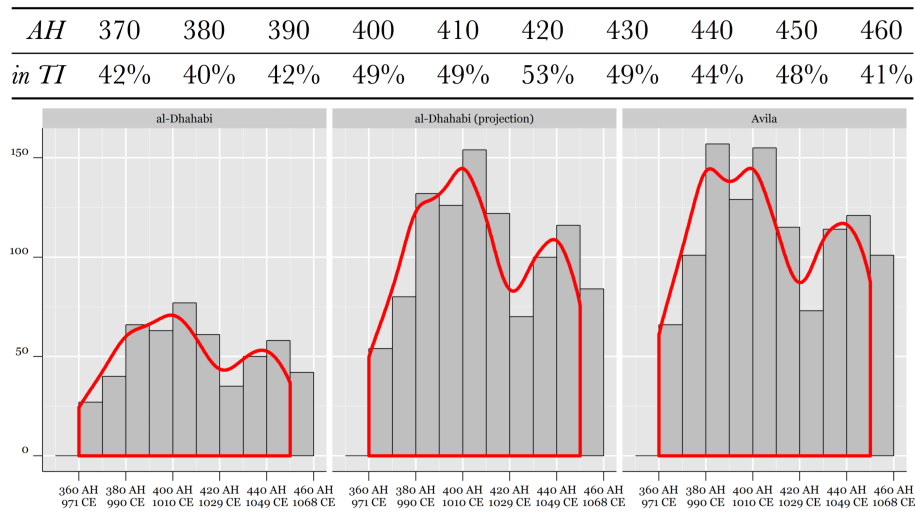 AH 370 380 390 400 410 420 430 440 450 460
in TI 42% 40% 42% 49% 49% 53% 49% 44% 48% 41%
al-Dhahabi al-Dhahabi (projection) Avila
150
100
50
0
360 AH 380 AH 400 AH 420 AH 440 AH 460 AH 360 AH 380 AH 400 AH 420 AH 440 AH 460 AH 360 AH 380 AH 400 AH 420 AH 440 AH 460 AH
971 CE 990 CE 1010 CE 1029 CE 1049 CE 1068 CE 971 CE 990 CE 1010 CE 1029 CE 1049 CE 1068 CE 971 CE 990 CE 1010 CE 1029 CE 1049 CE 1068 CE